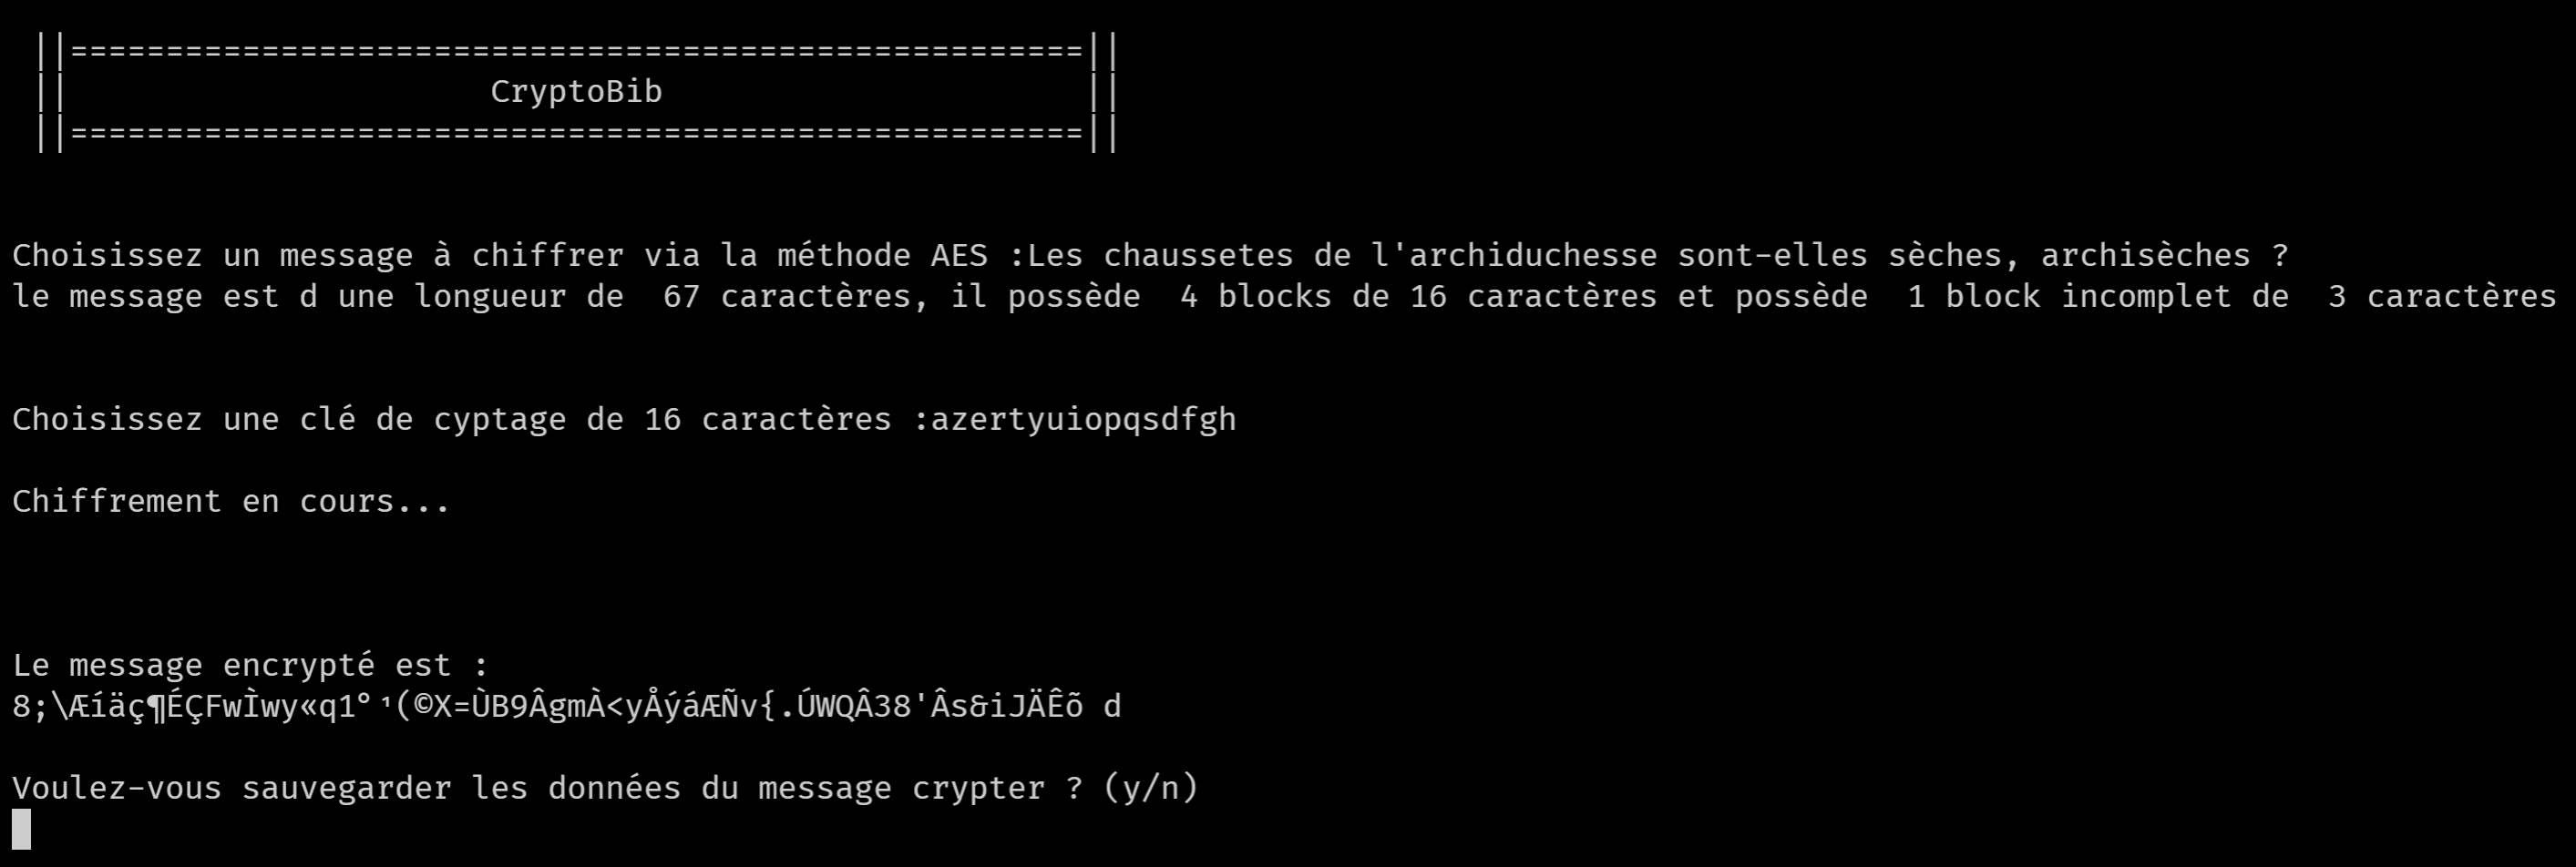 ||=====================================================||
||                      CryptoBib                      ||
||=====================================================||
Choisissez un message à chiffrer via la méthode AES :Les chaussetes de l'archiduchesse sont-elles sèches, archisèches ?
le message est d une longueur de  67 caractères, il possède  4 blocks de 16 caractères et possède  1 block incomplet de  3 caractères
Choisissez une clé de cyptage de 16 caractères :azertyuiopqsdfgh
Chiffrement en cours...
Le message encrypté est :
8;\Æíäç¶ÉÇFwÌwy«q1°¹(©X=ÙB9ÂgmÀ<yÅýáÆÑv{.ÚWQÂ38'Âs&iJÄÊõ d
Voulez-vous sauvegarder les données du message crypter ? (y/n)